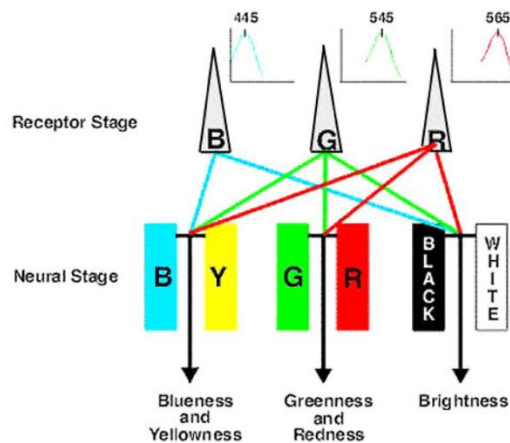 445
545
565
Receptor Stage
B
G
R
Neural Stage
B
Y
G
R
BLACK
WHITE
Blueness
and
Yellowness
Greenness
and
Redness
Brightness